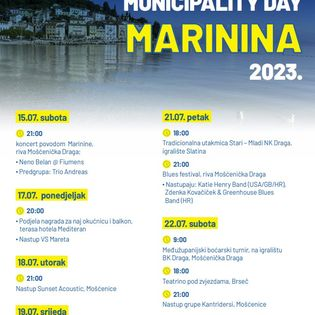 MUNICIPALITY DAY
MARININA
2023.
15.07. subota
21:00
koncert povodom Marinine,
riva Mošćenička Draga:
• Neno Belan @ Fiumens
• Predgrupa: Trio Andreas
17.07. ponedjeljak
20:00
• Podjela nagrada za naj okućnicu i balkon,
terasa hotela Mediteran
• Nastup VS Mareta
18.07. utorak
21:00
Nastup Sunset Acoustic, Mošćenice
19.07. srijeda
21.07. petak
18:00
Tradicionalna utakmica Stari – Mladi NK Draga,
igralište Slatina
21:00
Blues festival, riva Mošćenička Draga
• Nastupaju: Katie Henry Band (USA/GB/HR),
Zdenka Kovačiček & Greenhouse Blues
Band (HR)
22.07. subota
9:00
Međužupanijski boćarski turnir, na igralištu
BK Draga, Mošćenička Draga
18:00
Teatrino pod zvjezdama, Brseč
21:00
Nastup grupe Kantridersi, Mošćenice